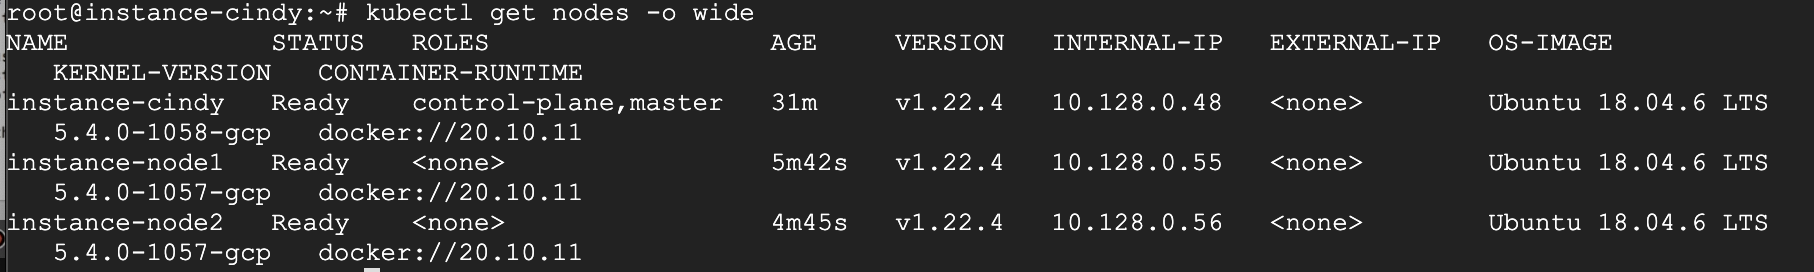 root@instance-cindy:~# kubectl get nodes -o wide
NAME             STATUS   ROLES                  AGE     VERSION   INTERNAL-IP   EXTERNAL-IP   OS-IMAGE
   KERNEL-VERSION   CONTAINER-RUNTIME
instance-cindy   Ready    control-plane,master   31m     v1.22.4   10.128.0.48   <none>        Ubuntu 18.04.6 LTS
   5.4.0-1058-gcp   docker://20.10.11
instance-node1   Ready    <none>                 5m42s   v1.22.4   10.128.0.55   <none>        Ubuntu 18.04.6 LTS
   5.4.0-1057-gcp   docker://20.10.11
instance-node2   Ready    <none>                 4m45s   v1.22.4   10.128.0.56   <none>        Ubuntu 18.04.6 LTS
   5.4.0-1057-gcp   docker://20.10.11